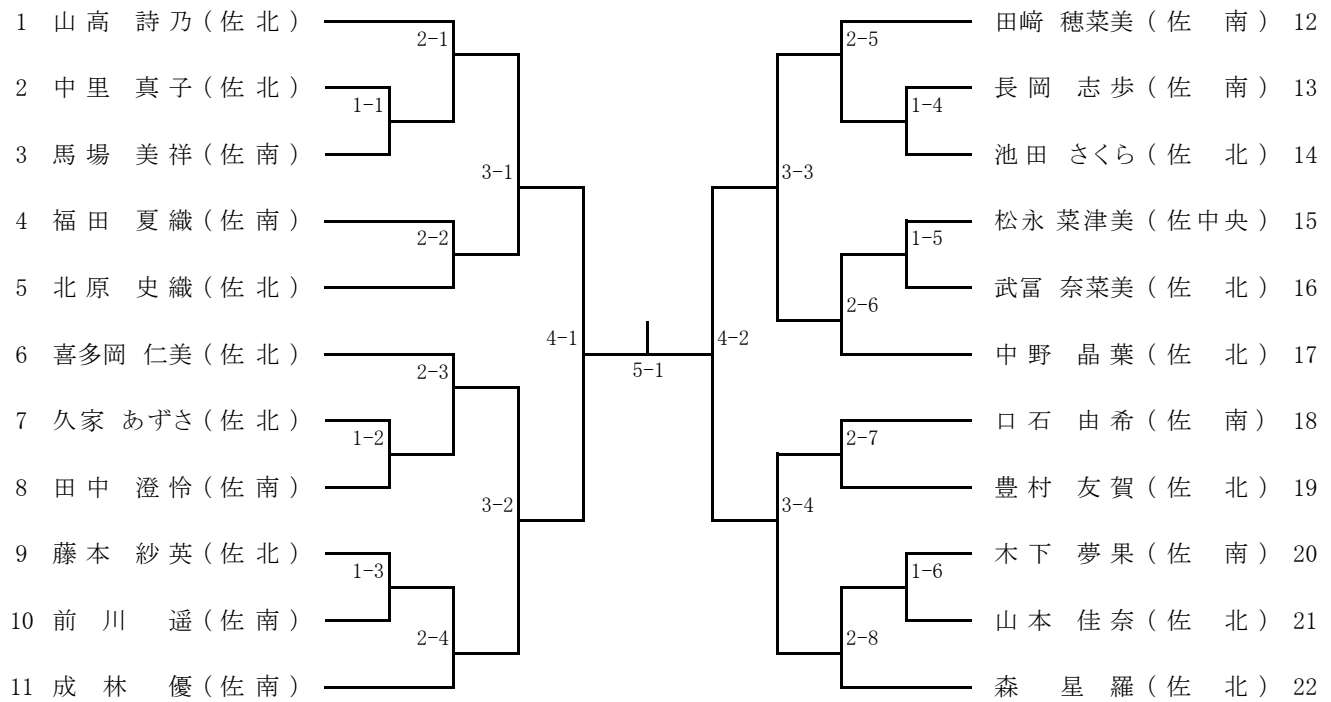 1 山高 詩乃 (佐北)
2 中里 真子 (佐北)
3 馬場 美祥 (佐南)
4 福田 夏織 (佐南)
5 北原 史織 (佐北)
6 喜多岡 仁美 (佐北)
7 久家 あずさ (佐北)
8 田中 澄怜 (佐南)
9 藤本 紗英 (佐北)
10 前川 遥 (佐南)
11 成林 優 (佐南)
2-1
1-1
3-1
2-2
4-1
2-3
1-2
3-2
1-3
2-4
5-1
2-5
1-4
3-3
1-5
2-6
4-2
2-7
3-4
1-6
2-8
田﨑 穂菜美 (佐 南) 12
長岡 志歩 (佐 南) 13
池田 さくら (佐 北) 14
松永 菜津美 (佐中央) 15
武冨 奈菜美 (佐 北) 16
中野 晶葉 (佐 北) 17
口石 由希 (佐 南) 18
豊村 友賀 (佐 北) 19
木下 夢果 (佐 南) 20
山本 佳奈 (佐 北) 21
森 星羅 (佐 北) 22